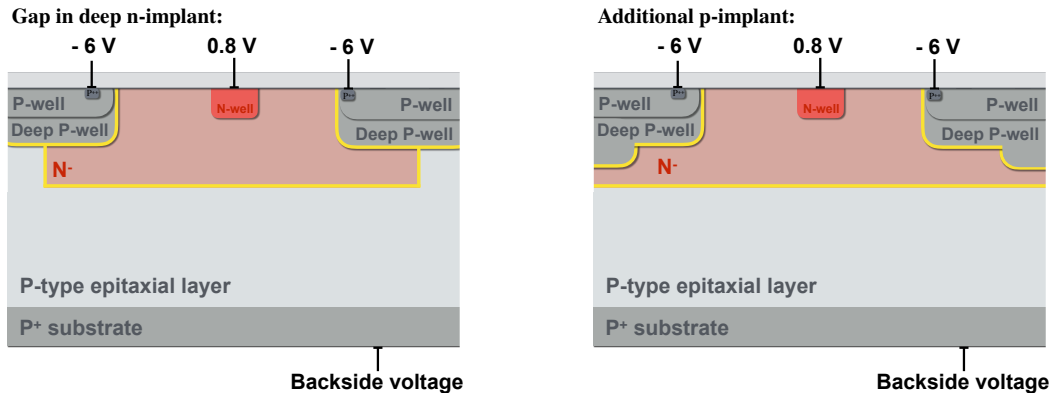 Gap in deep n-implant:
- 6 V 0.8 V - 6 V
P++ P++
P-well N-well P-well
Deep P-well Deep P-well
N-
P-type epitaxial layer
P+ substrate
Backside voltage
Additional p-implant:
- 6 V 0.8 V - 6 V
P++ P++
P-well N-well P-well
Deep P-well Deep P-well
N-
P-type epitaxial layer
P+ substrate
Backside voltage